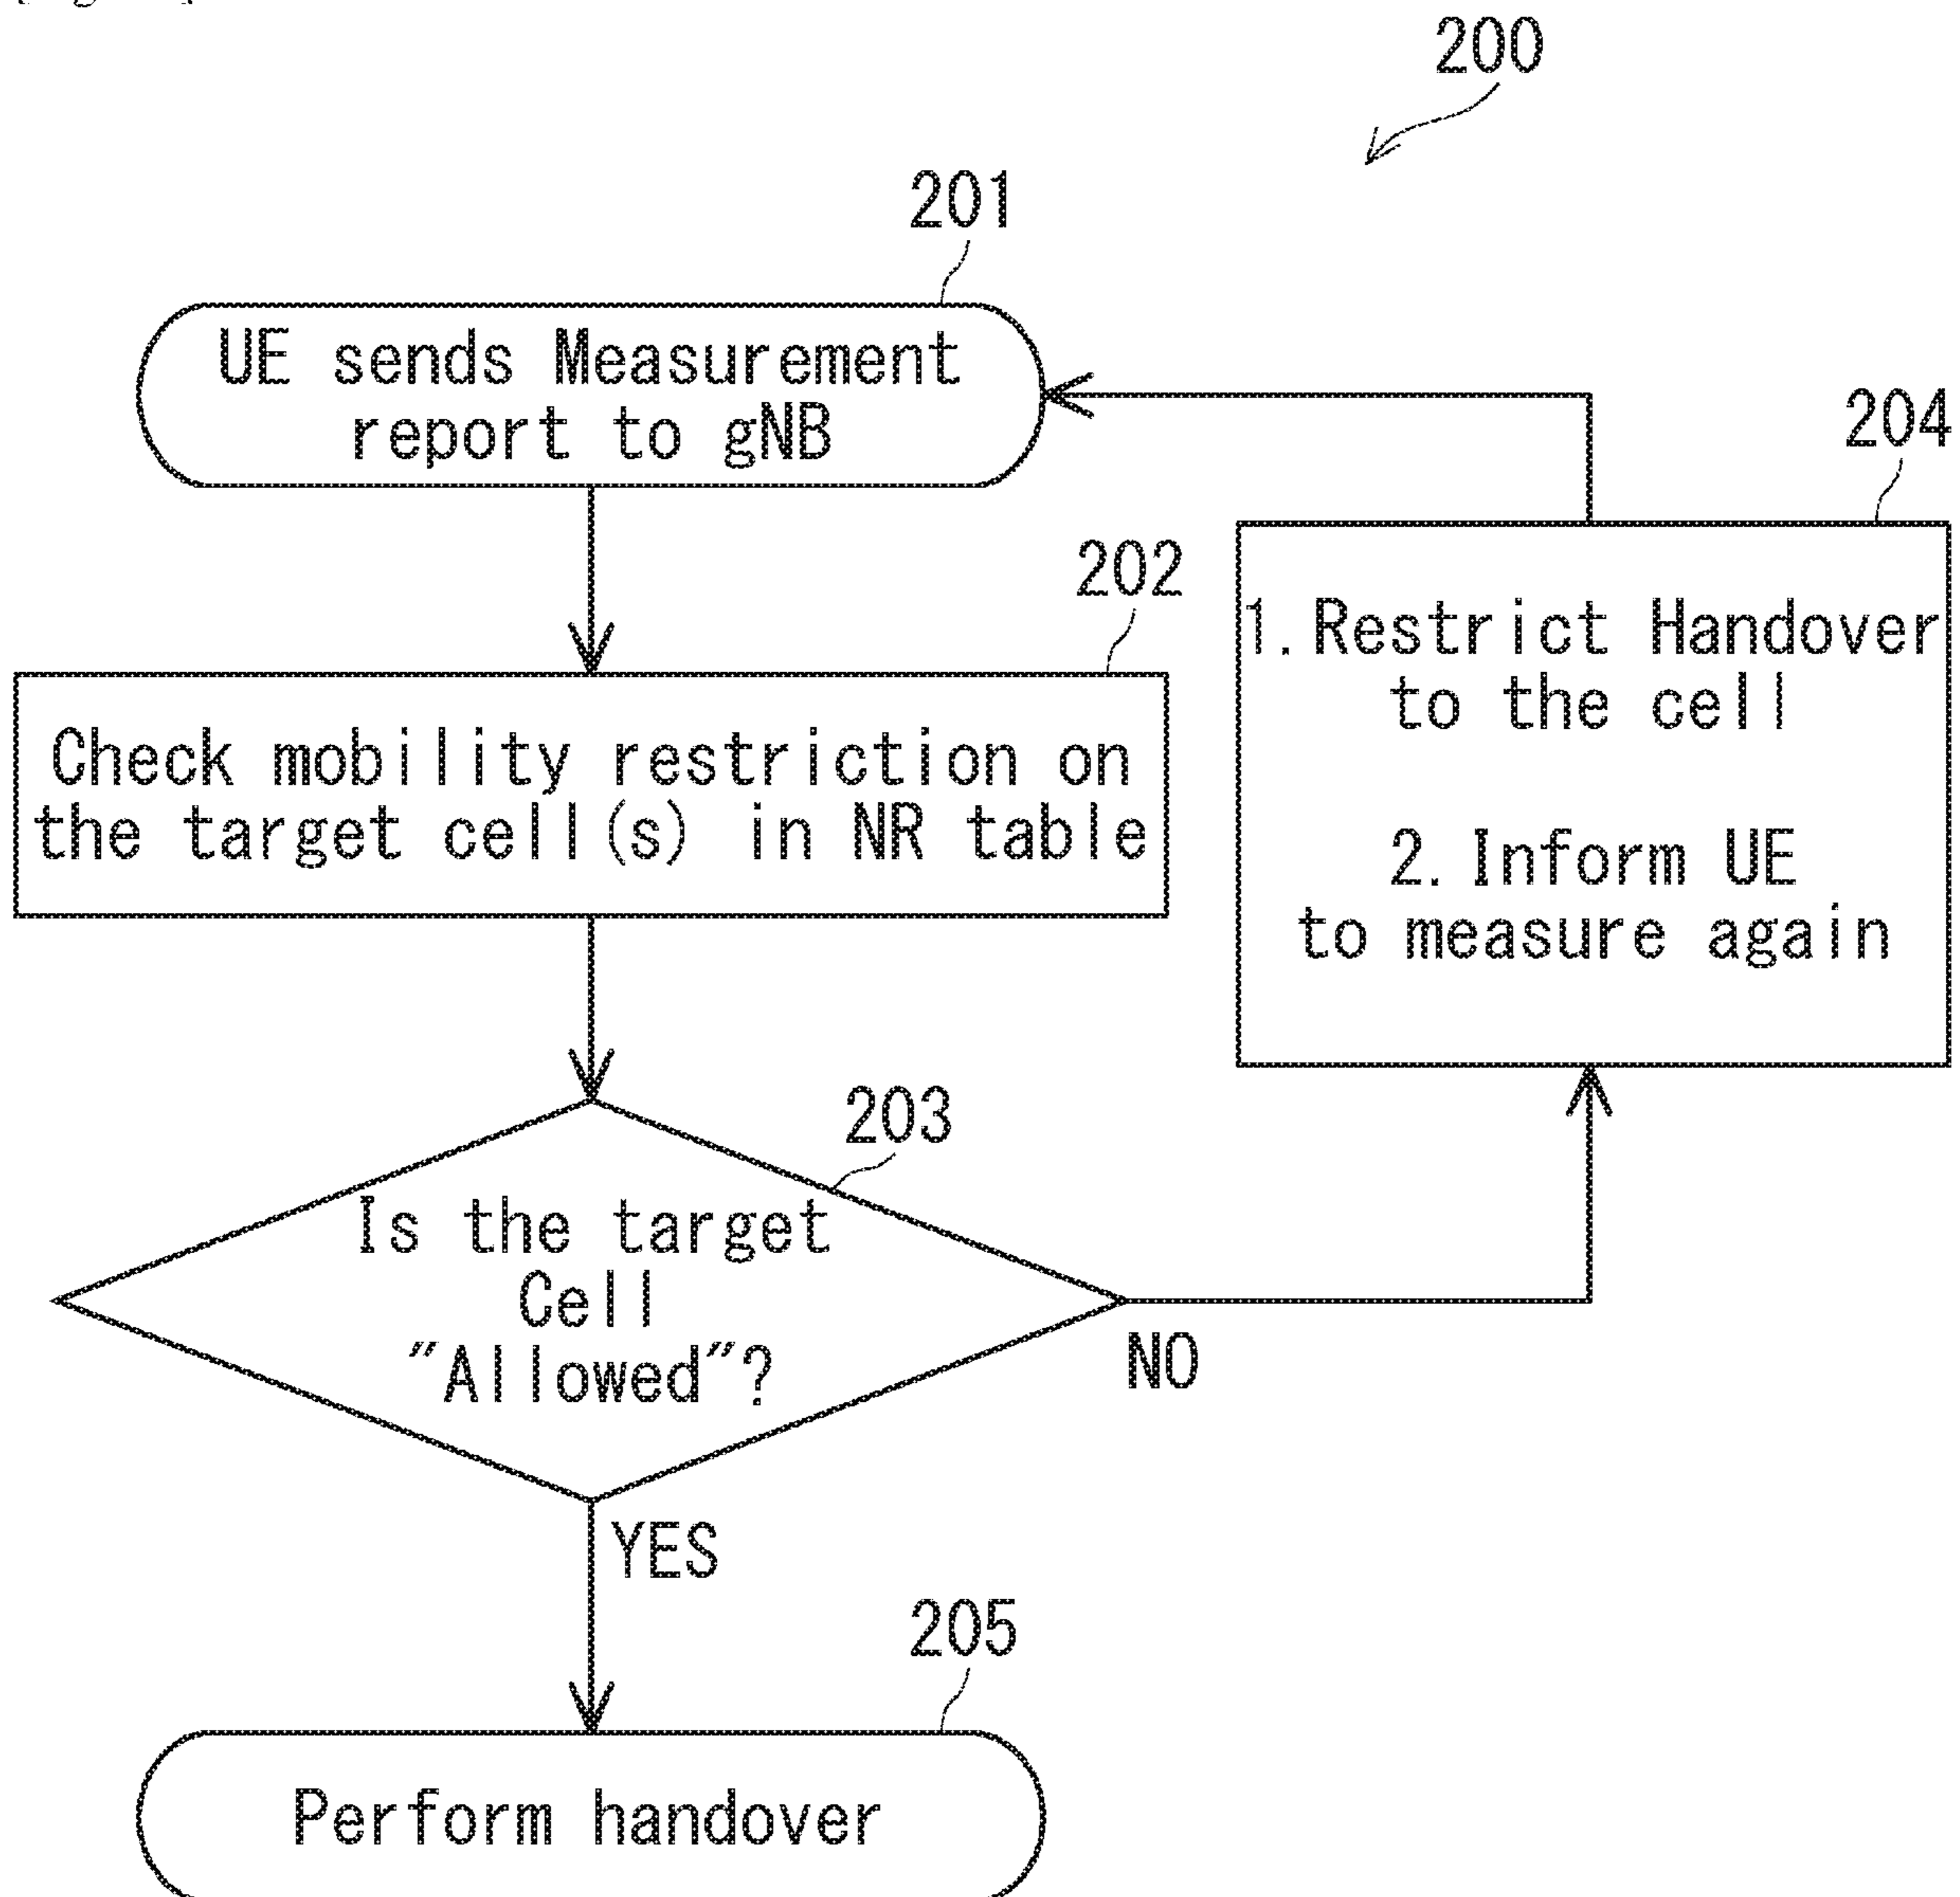 200
201
UE sends Measurement
report to gNB
204
202
1. Restrict Handover
to the cell
2. Inform UE
to measure again
Check mobility restriction on
the target cell(s) in NR table
203
Is the target
Cell
"Allowed"?
NO
YES
205
Perform handover